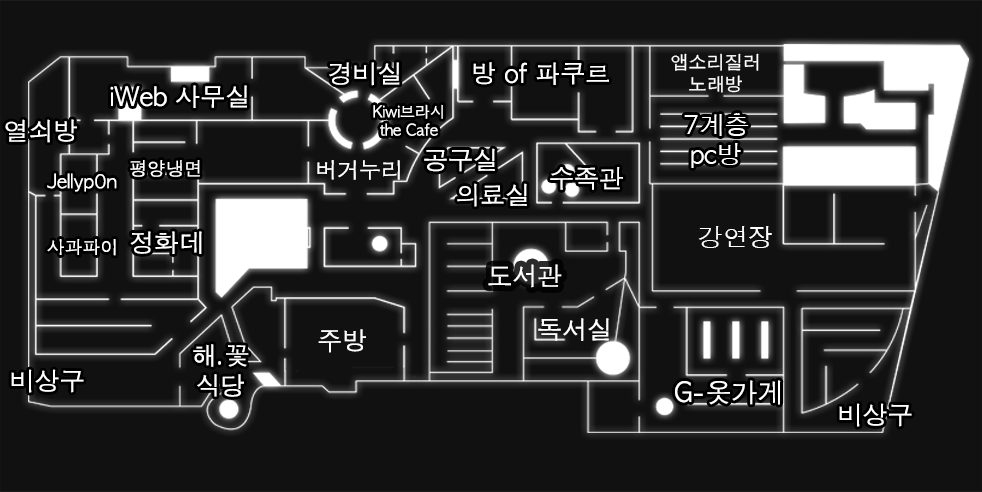 경비실
방 of 파쿠르
앱소리질러
노래방
iWeb 사무실
Kiwi브라시
the Cafe
열쇠방
7계층
pc방
평양냉면
버거누리
공구실
Jellyp0n
의료실
수족관
사과파이
정화데
강연장
도서관
독서실
주방
해.꽃
식당
비상구
G-옷가게
비상구